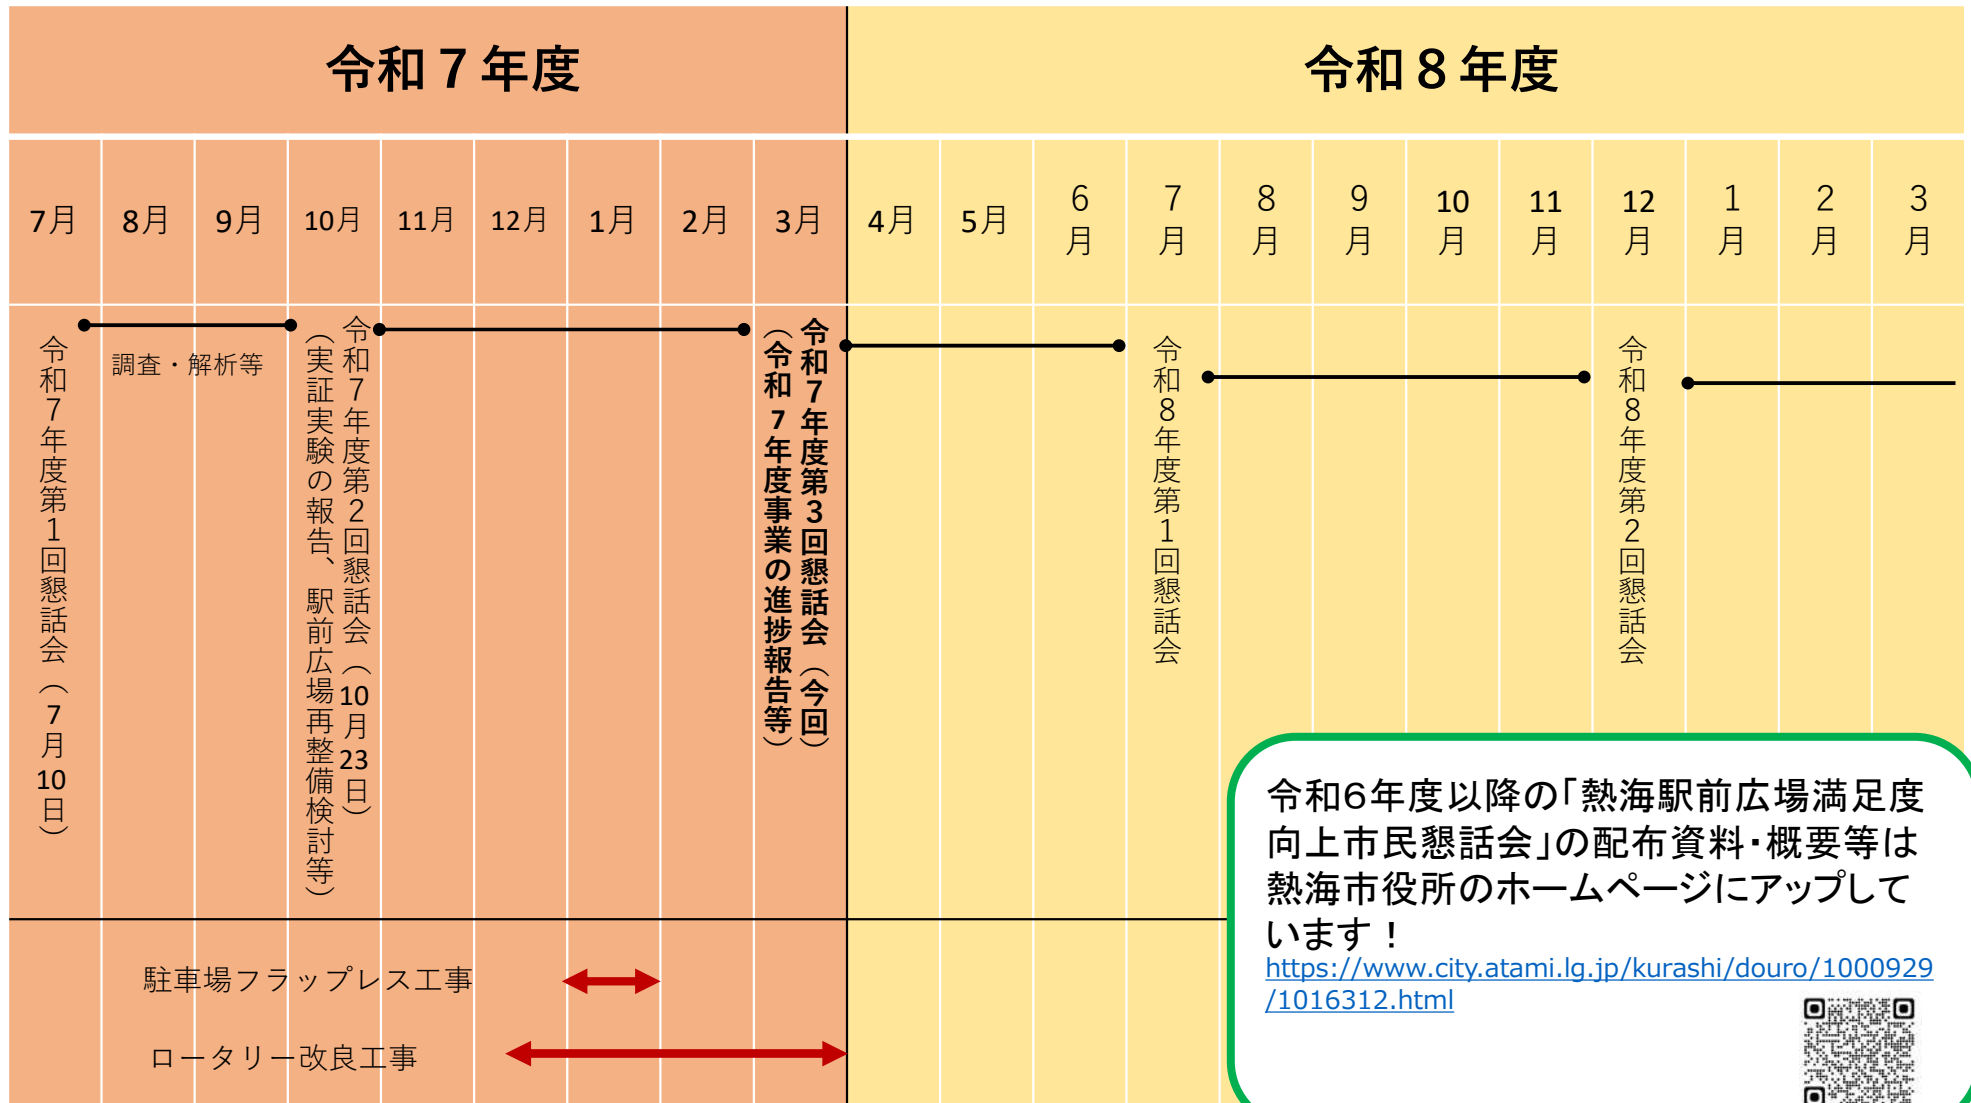 令和７年度
令和８年度
7月
8月
9月
10月
11月
12月
1月
2月
3月
4月
5月
6月
7月
8月
9月
10月
11月
12月
1月
2月
3月
令和７年度第１回懇話会（7月10日）
調査・解析等
令和７年度第２回懇話会（10月23日）
（実証実験の報告、駅前広場再整備検討等）
令和７年度第３回懇話会（今回）
（令和７年度事業の進捗報告等）
令和８年度第１回懇話会
令和８年度第２回懇話会
駐車場フラップレス工事
ロータリー改良工事
令和6年度以降の「熱海駅前広場満足度
向上市民懇話会」の配布資料・概要等は
熱海市役所のホームページにアップして
います！
https://www.city.atami.lg.jp/kurashi/douro/1000929
/1016312.html